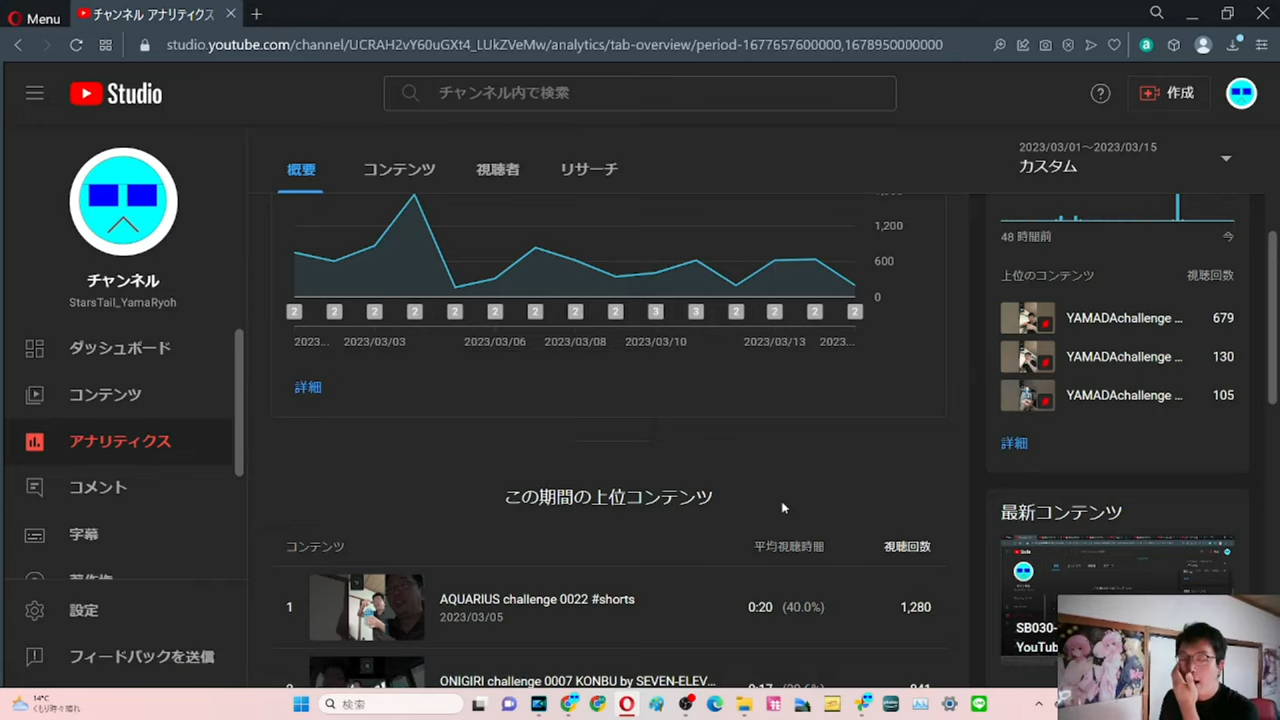 Menu
チャンネル アナリティクス
studio.youtube.com/channel/UCRAH2vY60uGXt4_LUkZVeMw/analytics/tab-overview/period-1677657600000,1678950000000
Studio
チャンネル内で検索
作成
概要
コンテンツ
視聴者
リサーチ
2023/03/01～2023/03/15
カスタム
チャンネル
StarsTail_YamaRyoh
ダッシュボード
コンテンツ
アナリティクス
コメント
字幕
設定
フィードバックを送信
1,200
600
0
2 2 2 2 2 2 2 2 2 3 3 2 2 2 2
2023... 2023/03/03 2023/03/06 2023/03/08 2023/03/10 2023/03/13 2023...
詳細
この期間の上位コンテンツ
コンテンツ 平均視聴時間 視聴回数
1 AQUARIUS challenge 0022 #shorts 0:20 (40.0%) 1,280
2023/03/05
ONIGIRI challenge 0007 KONBU by SEVEN-ELEV...
48 時間前 今
上位のコンテンツ 視聴回数
YAMADAchallenge ... 679
YAMADAchallenge ... 130
YAMADAchallenge ... 105
詳細
最新コンテンツ
SB030-
YouTu
14°C
くもり時々晴れ
検索